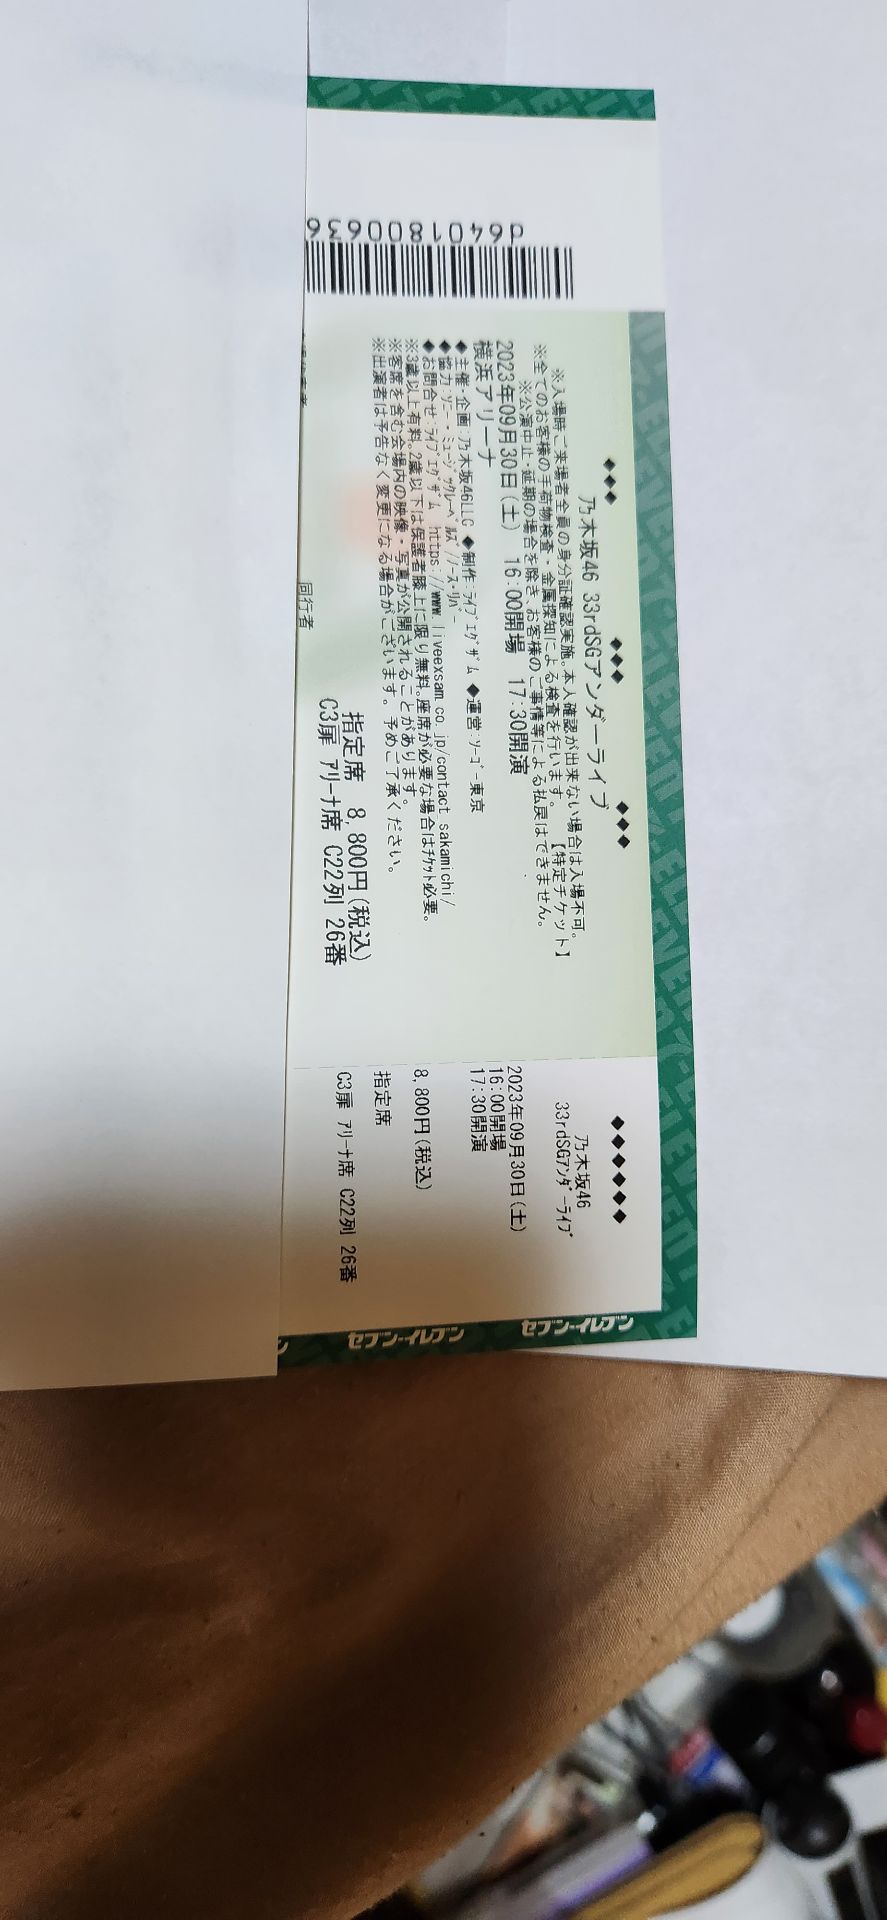 d6401800636
◆◆◆ ◆◆◆ ◆◆◆
乃木坂46 33rdSGアンダーライブ
※入場時ご来場者全員の身分証確認実施。本人確認が出来ない場合は入場不可。
※全てのお客様の手荷物検査・金属探知による検査を行います。【特定チケット】
※公演中止・延期の場合を除き、お客様のご事情等による払戻はできません。
2023年09月30日(土) 16:00開場 17:30開演
横浜アリーナ
◆主催・企画:乃木坂46LLC ◆制作:ライブエグザム ◆運営:ソーゴー東京
◆協力:ソニー・ミュージックレーベルズ/ノース・リバー
◆お問合せ:ライブエグザム https://www.liveexsam.co.jp/contact_sakamichi/
※3歳以上有料。2歳以下は保護者膝上に限り無料。座席が必要な場合はチケット必要。
※客席を含む会場内の映像・写真が公開されることがあります。
※出演者は予告なく変更になる場合がございます。予めご了承ください。
指定席 8,800円(税込)
C3扉 アリーナ席 C22列 26番
同行者
◆◆◆◆◆◆
乃木坂46
33rdSGアンダーライブ
2023年09月30日(土)
16:00開場
17:30開演
8,800円(税込)
指定席
C3扉 アリーナ席 C22列 26番
セブン-イレブン
セブン-イレブン